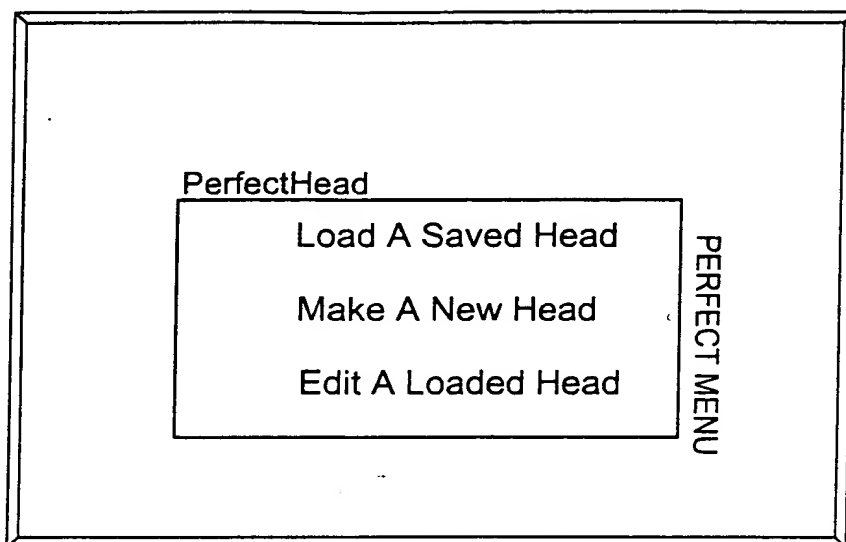 PerfectHead
Load A Saved Head
Make A New Head
Edit A Loaded Head
PERFECT MENU